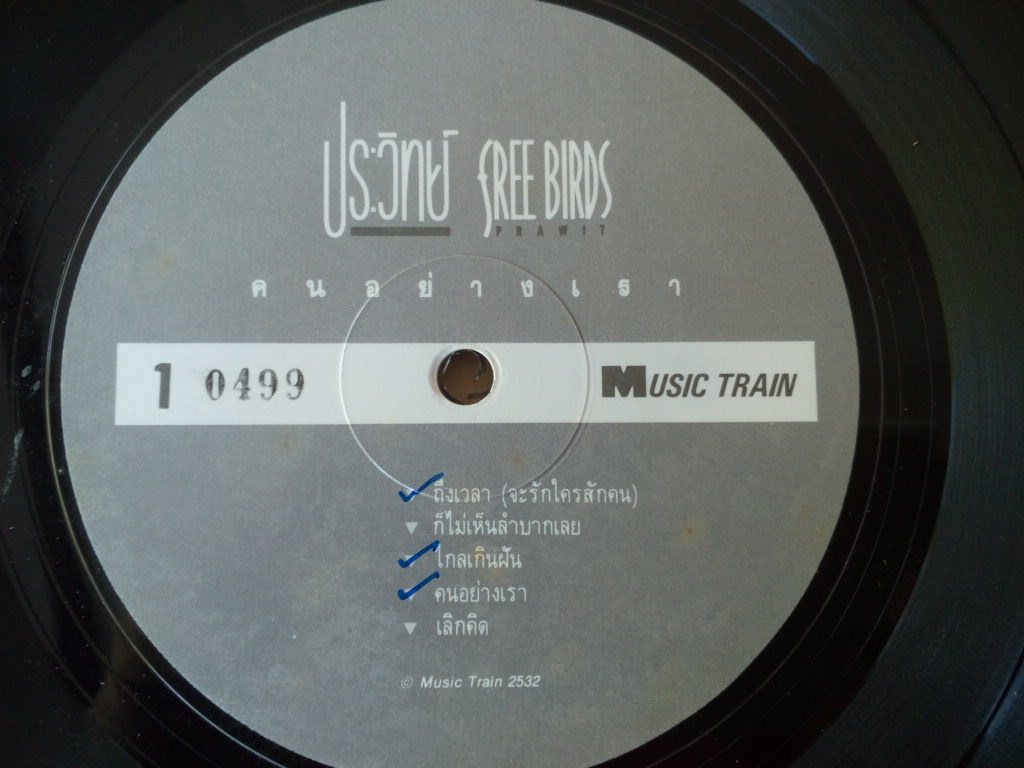 ประวิทย์ FREE BIRDS
PRAWIT
คนอย่างเรา
1 0499 MUSIC TRAIN
ถึงเวลา (จะรักใครสักคน)
ก็ไม่เห็นลำบากเลย
ไกลเกินฝัน
คนอย่างเรา
เลิกคิด
© Music Train 2532